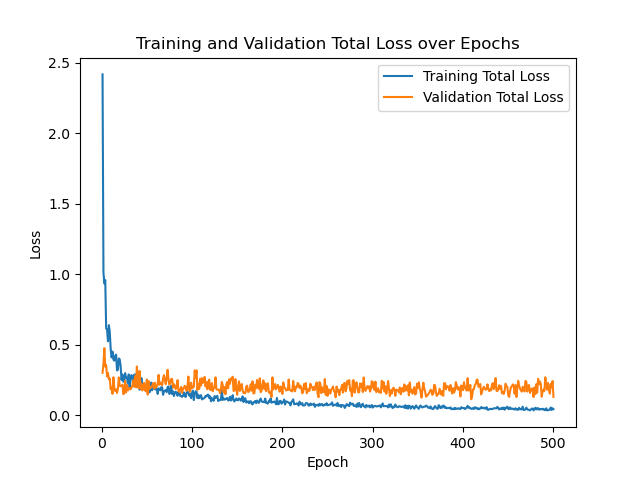 Training and Validation Total Loss over Epochs
Training Total Loss
Validation Total Loss
2.5
2.0
1.5
1.0
0.5
0.0
Loss
0 100 200 300 400 500
Epoch